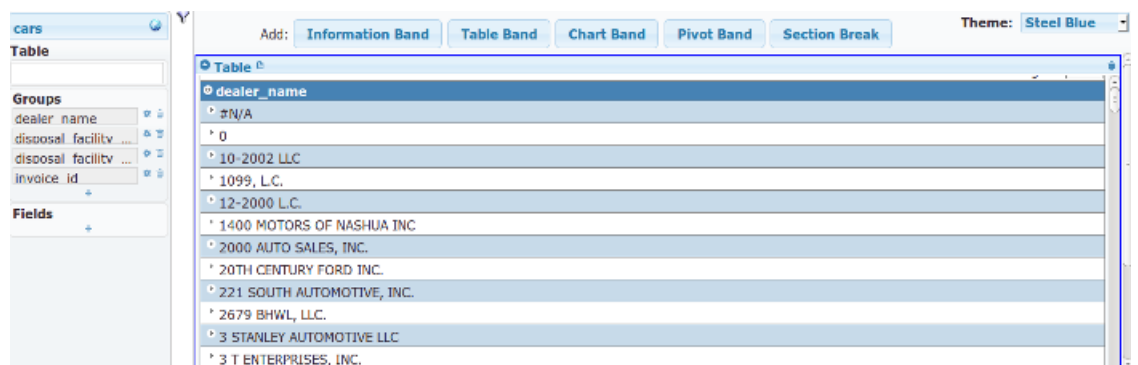 cars
Table
Groups
dealer_name
disposal_facility_...
disposal_facility_...
invoice_id
Fields
Add: Information Band Table Band Chart Band Pivot Band Section Break
Theme: Steel Blue
Table
dealer_name
#N/A
0
10-2002 LLC
1099, L.C.
12-2000 L.C.
1400 MOTORS OF NASHUA INC
2000 AUTO SALES, INC.
20TH CENTURY FORD INC.
221 SOUTH AUTOMOTIVE, INC.
2679 BHWL, LLC.
3 STANLEY AUTOMOTIVE LLC
3 T ENTERPRISES, INC.